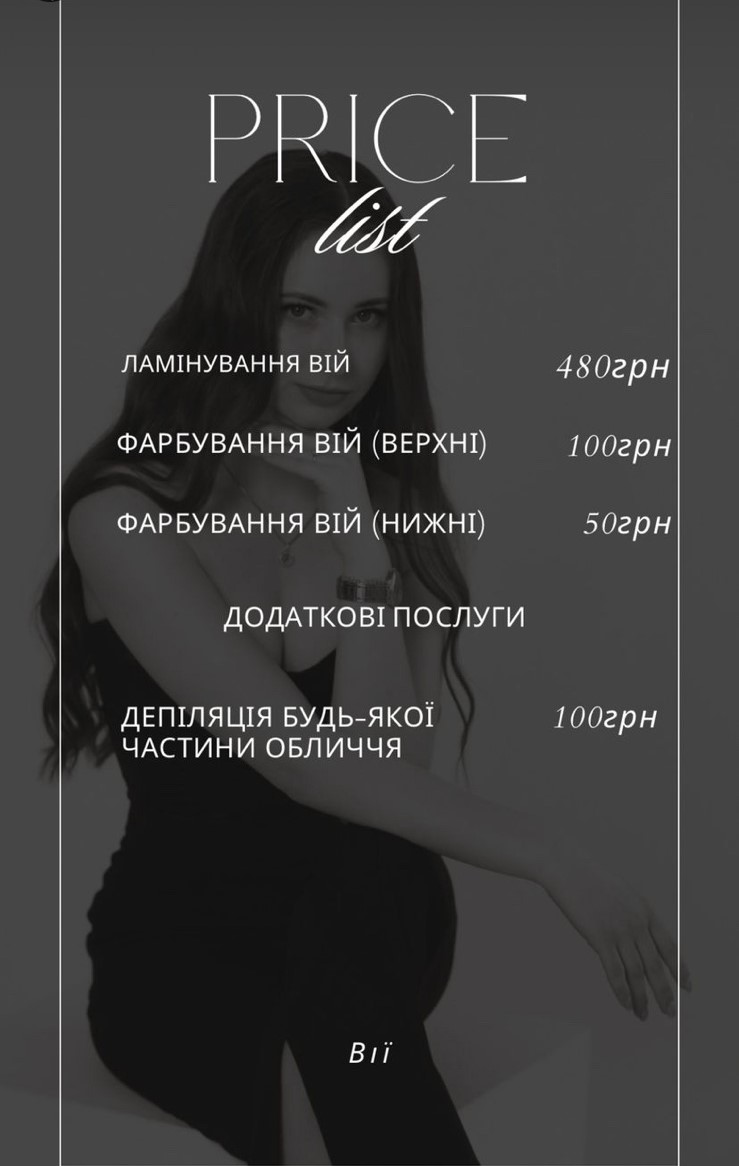 PRICE
list
ЛАМІНУВАННЯ ВІЙ 480грн
ФАРБУВАННЯ ВІЙ (ВЕРХНІ) 100грн
ФАРБУВАННЯ ВІЙ (НИЖНІ) 50грн
ДОДАТКОВІ ПОСЛУГИ
ДЕПІЛЯЦІЯ БУДЬ-ЯКОЇ 100грн
ЧАСТИНИ ОБЛИЧЧЯ
Вії